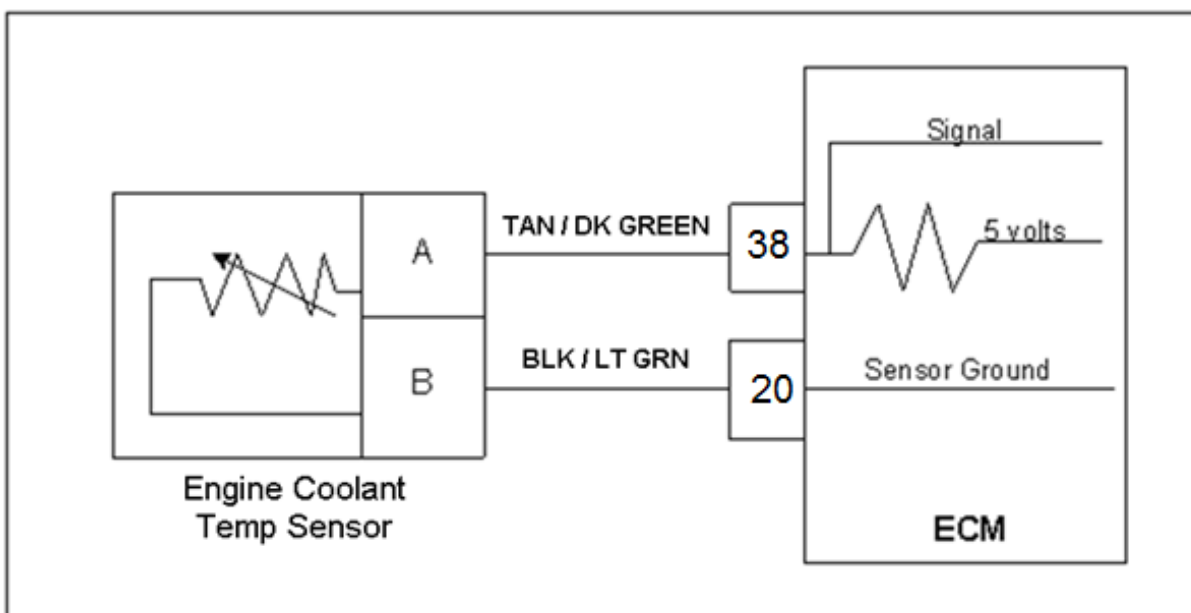 Signal
TAN / DK GREEN
A
38
5 volts
BLK / LT GRN
B
20
Sensor Ground
Engine Coolant
Temp Sensor
ECM